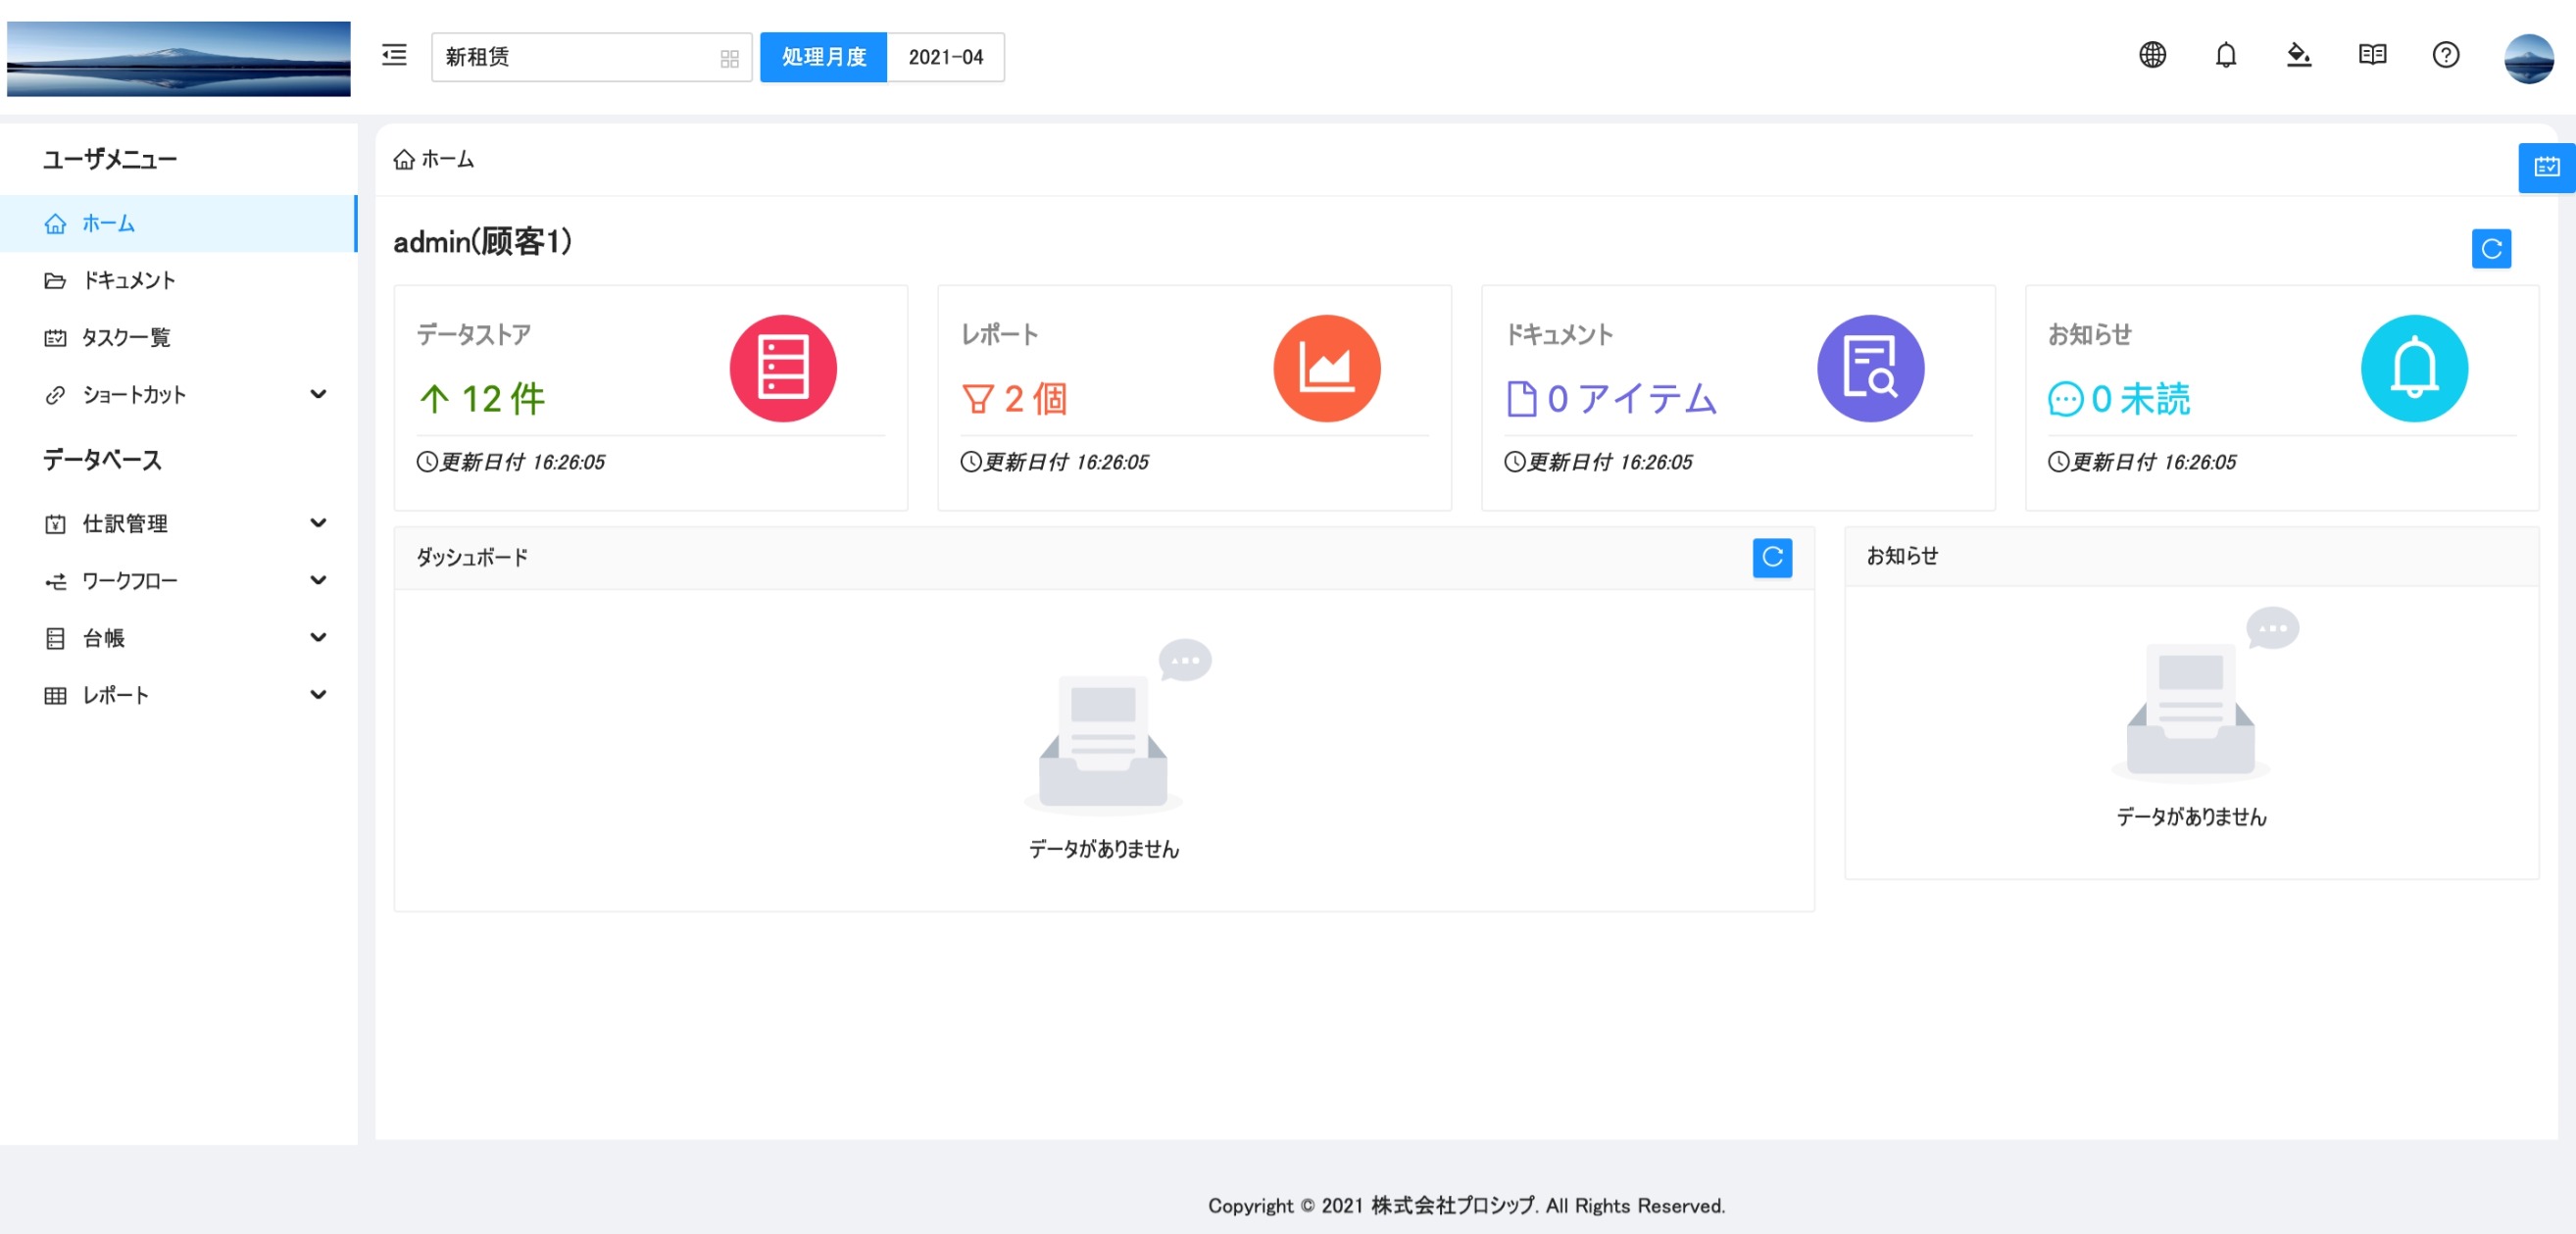 新租赁
処理月度 2021-04
ユーザメニュー
ホーム
ドキュメント
タスク一覧
ショートカット
データベース
仕訳管理
ワークフロー
台帳
レポート
ホーム
admin(顾客1)
データストア
12 件
更新日付 16:26:05
レポート
2 個
更新日付 16:26:05
ドキュメント
0 アイテム
更新日付 16:26:05
お知らせ
0 未読
更新日付 16:26:05
ダッシュボード
データがありません
お知らせ
データがありません
Copyright © 2021 株式会社プロシップ. All Rights Reserved.